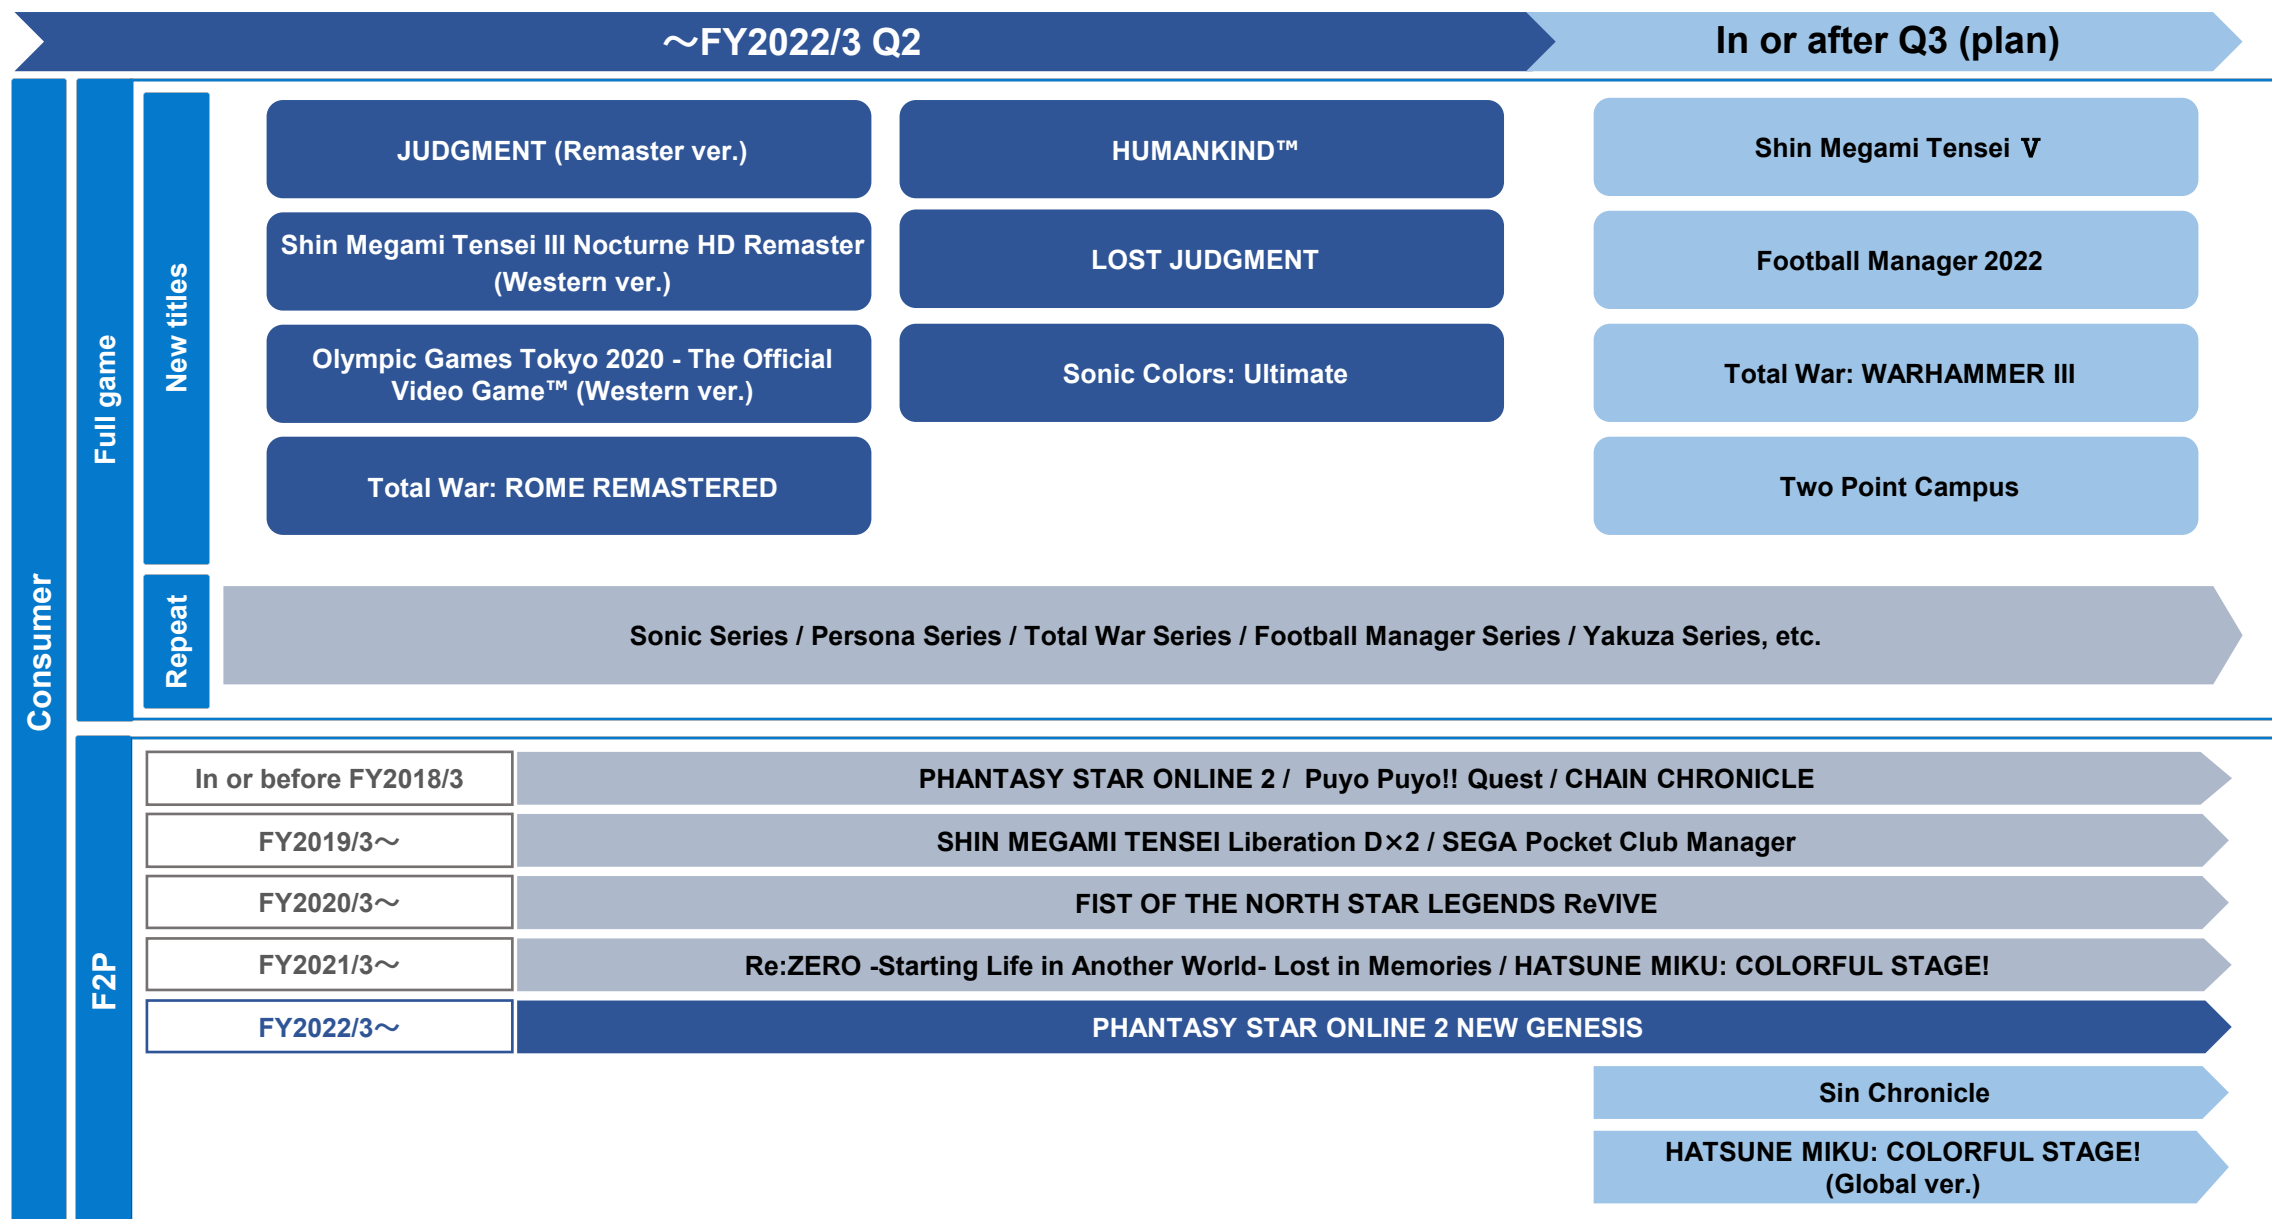 ～FY2022/3 Q2
In or after Q3 (plan)
Consumer
Full game
New titles
JUDGMENT (Remaster ver.)
HUMANKIND™
Shin Megami Tensei Ⅴ
Shin Megami Tensei III Nocturne HD Remaster
(Western ver.)
LOST JUDGMENT
Football Manager 2022
Olympic Games Tokyo 2020 - The Official
Video Game™ (Western ver.)
Sonic Colors: Ultimate
Total War: WARHAMMER III
Total War: ROME REMASTERED
Two Point Campus
Repeat
Sonic Series / Persona Series / Total War Series / Football Manager Series / Yakuza Series, etc.
F2P
In or before FY2018/3
PHANTASY STAR ONLINE 2 / Puyo Puyo!! Quest / CHAIN CHRONICLE
FY2019/3～
SHIN MEGAMI TENSEI Liberation D×2 / SEGA Pocket Club Manager
FY2020/3～
FIST OF THE NORTH STAR LEGENDS ReVIVE
FY2021/3～
Re:ZERO -Starting Life in Another World- Lost in Memories / HATSUNE MIKU: COLORFUL STAGE!
FY2022/3～
PHANTASY STAR ONLINE 2 NEW GENESIS
Sin Chronicle
HATSUNE MIKU: COLORFUL STAGE!
(Global ver.)